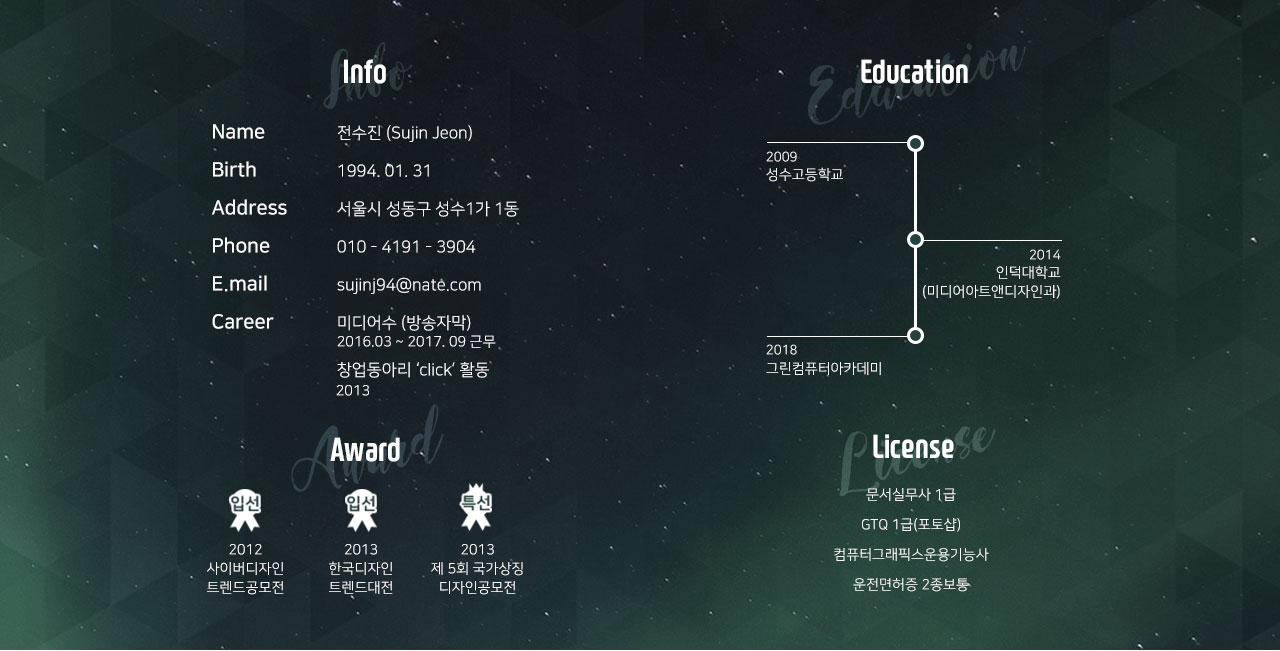 Info
Name 전수진 (Sujin Jeon)
Birth 1994. 01. 31
Address 서울시 성동구 성수1가 1동
Phone 010 - 4191 - 3904
E.mail sujinj94@nate.com
Career 미디어수 (방송자막)
2016.03 ~ 2017. 09 근무
창업동아리 ‘click’ 활동
2013
Award
입선
2012
사이버디자인
트렌드공모전
입선
2013
한국디자인
트렌드대전
특선
2013
제 5회 국가상징
디자인공모전
Education
2009
성수고등학교
2014
인덕대학교
(미디어아트앤디자인과)
2018
그린컴퓨터아카데미
License
문서실무사 1급
GTQ 1급(포토샵)
컴퓨터그래픽스운용기능사
운전면허증 2종보통